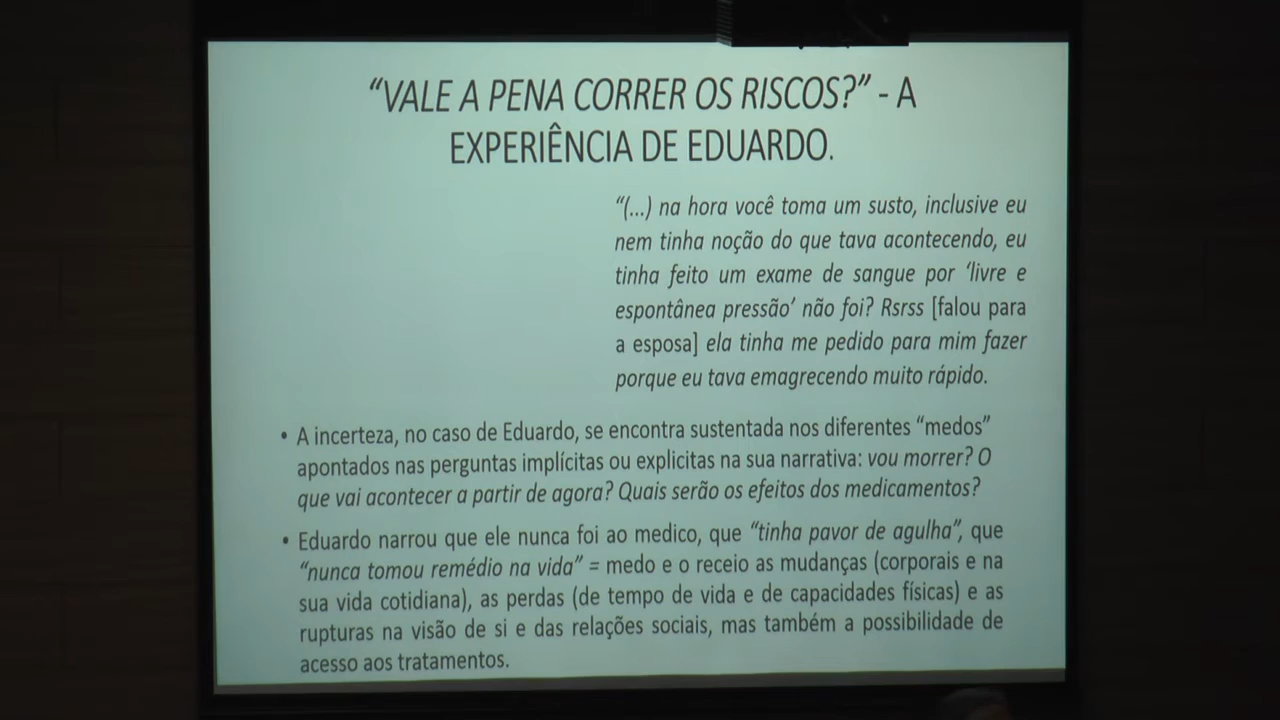 “VALE A PENA CORRER OS RISCOS?” - A
EXPERIÊNCIA DE EDUARDO.
“(...) na hora você toma um susto, inclusive eu
nem tinha noção do que tava acontecendo, eu
tinha feito um exame de sangue por ‘livre e
espontânea pressão’ não foi? Rsrss [falou para
a esposa] ela tinha me pedido para mim fazer
porque eu tava emagrecendo muito rápido.
• A incerteza, no caso de Eduardo, se encontra sustentada nos diferentes “medos”
apontados nas perguntas implícitas ou explicitas na sua narrativa: vou morrer? O
que vai acontecer a partir de agora? Quais serão os efeitos dos medicamentos?
• Eduardo narrou que ele nunca foi ao medico, que “tinha pavor de agulha”, que
“nunca tomou remédio na vida” = medo e o receio as mudanças (corporais e na
sua vida cotidiana), as perdas (de tempo de vida e de capacidades físicas) e as
rupturas na visão de si e das relações sociais, mas também a possibilidade de
acesso aos tratamentos.